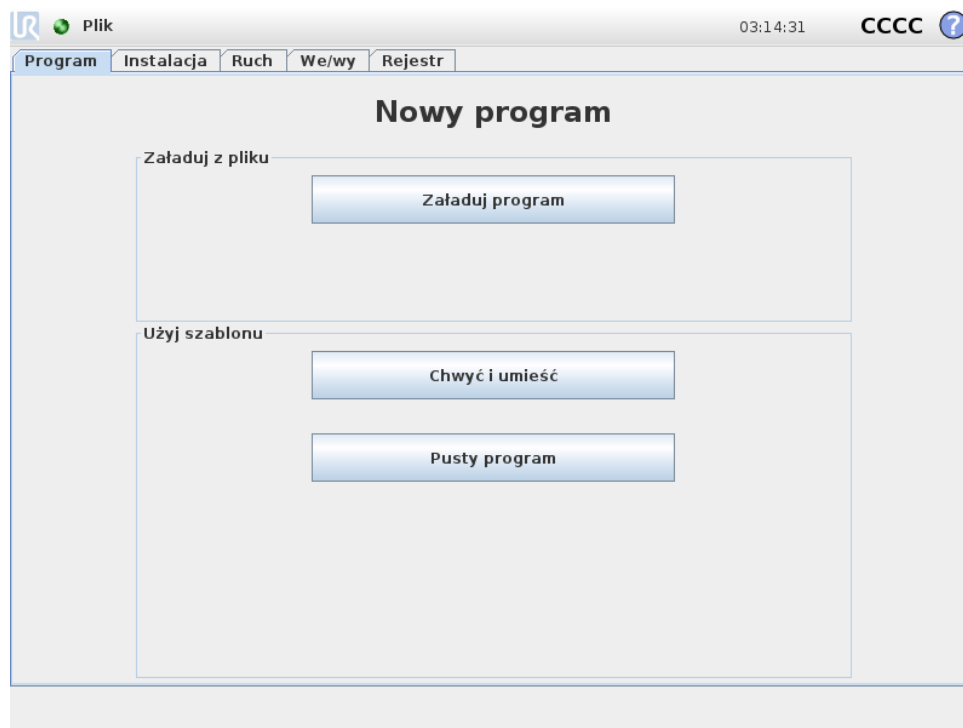 UR Plik 03:14:31 CCCC ?
Program Instalacja Ruch We/wy Rejestr
Nowy program
Załaduj z pliku
Załaduj program
Użyj szablonu
Chwyć i umieść
Pusty program